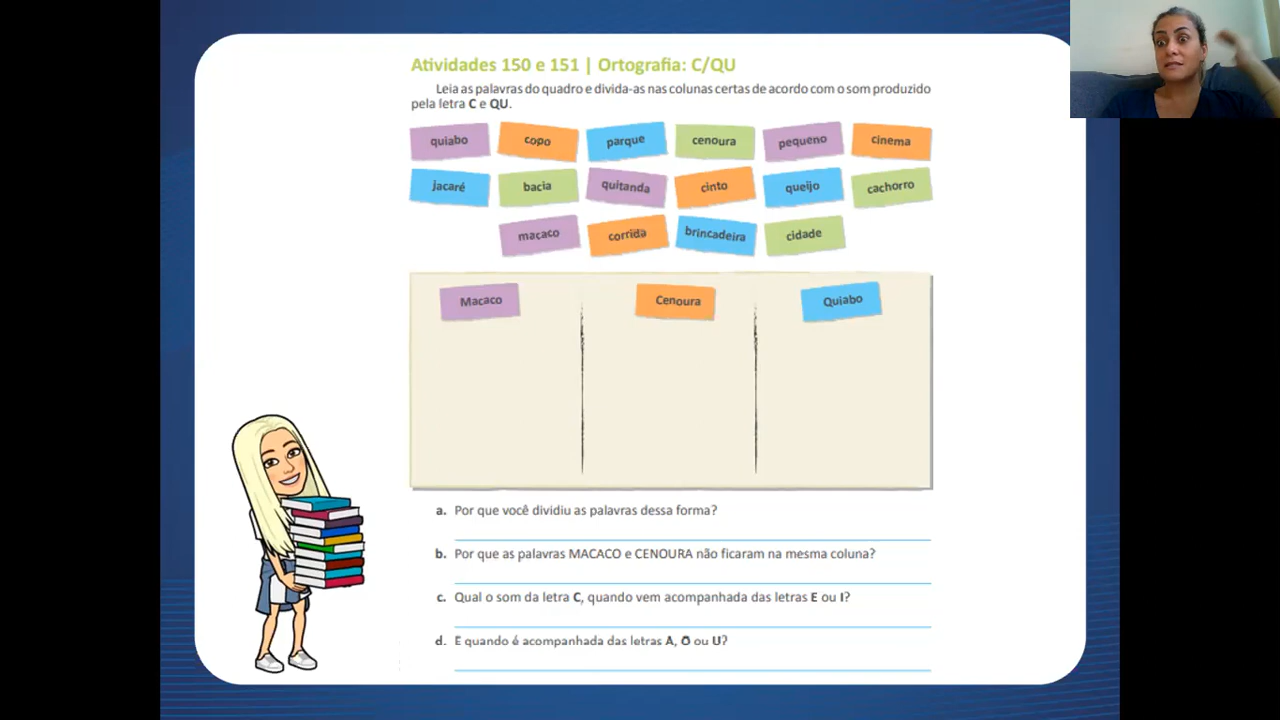 Atividades 150 e 151 | Ortografia: C/QU
Leia as palavras do quadro e divida-as nas colunas certas de acordo com o som produzido
pela letra C e QU.
quiabo copo parque cenoura pequeno cinema
jacaré bacia quitanda cinto queijo cachorro
macaco corrida brincadeira cidade
Macaco Cenoura Quiabo
a. Por que você dividiu as palavras dessa forma?
b. Por que as palavras MACACO e CENOURA não ficaram na mesma coluna?
c. Qual o som da letra C, quando vem acompanhada das letras E ou I?
d. E quando é acompanhada das letras A, O ou U?